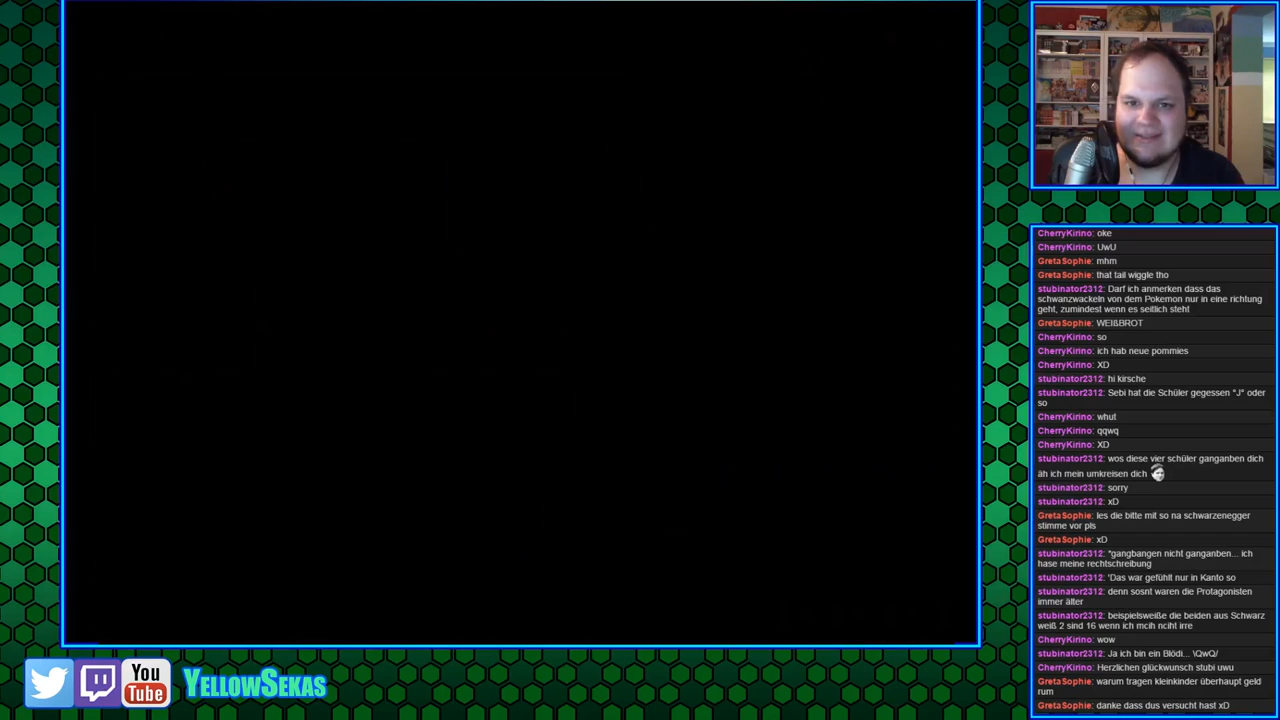 CherryKirino: oke
CherryKirino: UwU
GretaSophie: mhm
GretaSophie: that tail wiggle tho
stubinator2312: Darf ich anmerken dass das
schwanzwackeln von dem Pokemon nur in eine richtung
geht, zumindest wenn es seitlich steht
GretaSophie: WEIßBROT
CherryKirino: so
CherryKirino: ich hab neue pommies
CherryKirino: XD
stubinator2312: hi kirsche
stubinator2312: Sebi hat die Schüler gegessen "J" oder
so
CherryKirino: whut
CherryKirino: qqwq
CherryKirino: XD
stubinator2312: wos diese vier schüler ganganben dich
äh ich mein umkreisen dich
stubinator2312: sorry
stubinator2312: xD
GretaSophie: les die bitte mit so na schwarzenegger
stimme vor pls
GretaSophie: xD
stubinator2312: *gangbangen nicht ganganben... ich
hase meine rechtschreibung
stubinator2312: 'Das war gefühlt nur in Kanto so
stubinator2312: denn sosnt waren die Protagonisten
immer älter
stubinator2312: beispielsweiße die beiden aus Schwarz
weiß 2 sind 16 wenn ich mcih nciht irre
CherryKirino: wow
stubinator2312: Ja ich bin ein Blödi... \QwQ/
CherryKirino: Herzlichen glückwunsch stubi uwu
GretaSophie: warum tragen kleinkinder überhaupt geld
rum
GretaSophie: danke dass dus versucht hast xD
You
Tube
YellowSekas